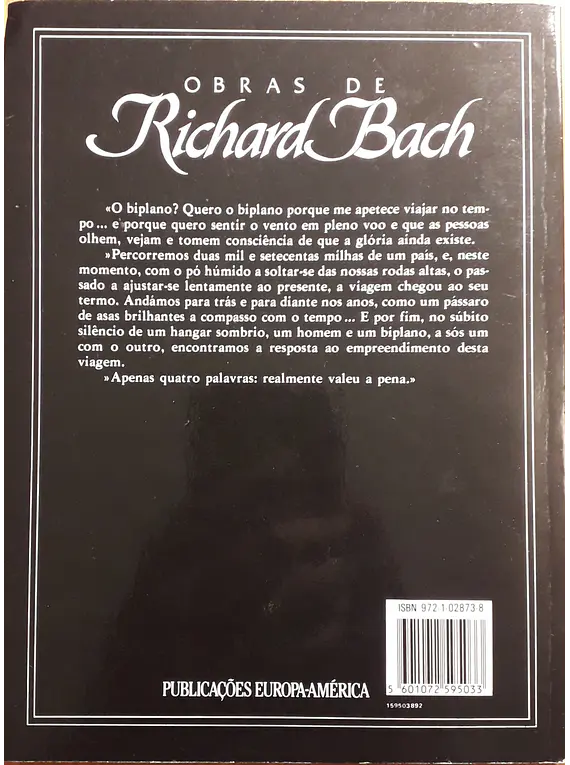 OBRAS DE
Richard Bach
«O biplano? Quero o biplano porque me apetece viajar no tem-
po... e porque quero sentir o vento em pleno voo e que as pessoas
olhem, vejam e tomem consciência de que a glória ainda existe.
»Percorremos duas mil e setecentas milhas de um país, e, neste
momento, com o pó húmido a soltar-se das nossas rodas altas, o pas-
sado a ajustar-se lentamente ao presente, a viagem chegou ao seu
termo. Andámos para trás e para diante nos anos, como um pássaro
de asas brilhantes a compasso com o tempo... E por fim, no súbito
silêncio de um hangar sombrio, um homem e um biplano, a sós um
com o outro, encontramos a resposta ao empreendimento desta
viagem.
»Apenas quatro palavras: realmente valeu a pena.»
ISBN 972-1-02873-8
5 601072 595033
159503892
PUBLICAÇÕES EUROPA-AMÉRICA